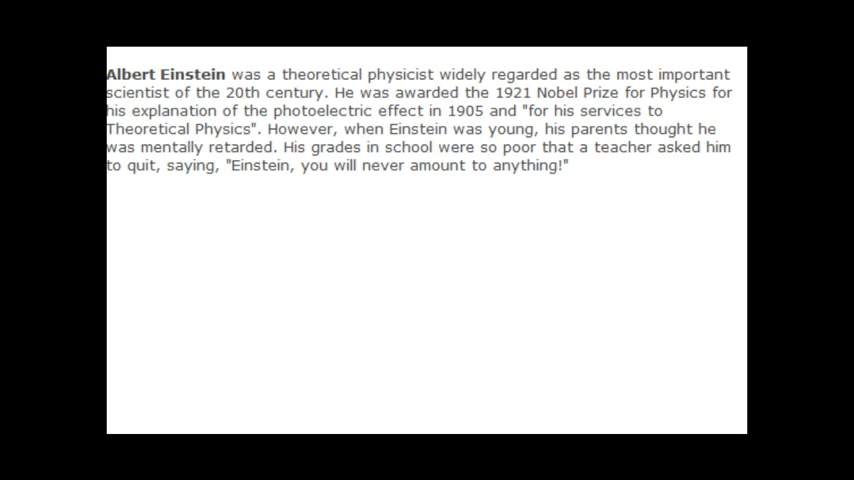 Albert Einstein was a theoretical physicist widely regarded as the most important
scientist of the 20th century. He was awarded the 1921 Nobel Prize for Physics for
his explanation of the photoelectric effect in 1905 and "for his services to
Theoretical Physics". However, when Einstein was young, his parents thought he
was mentally retarded. His grades in school were so poor that a teacher asked him
to quit, saying, "Einstein, you will never amount to anything!"